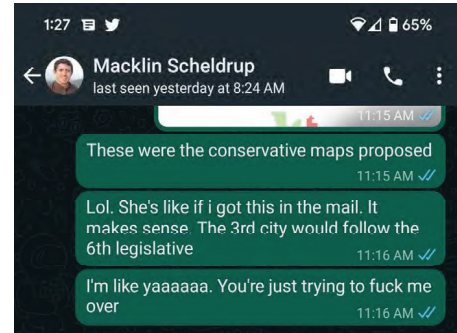 1:27 65%
Macklin Scheldrup
last seen yesterday at 8:24 AM
11:15 AM
These were the conservative maps proposed
11:15 AM
Lol. She's like if i got this in the mail. It
makes sense. The 3rd city would follow the
6th legislative
11:16 AM
I'm like yaaaaaa. You're just trying to fuck me
over
11:16 AM